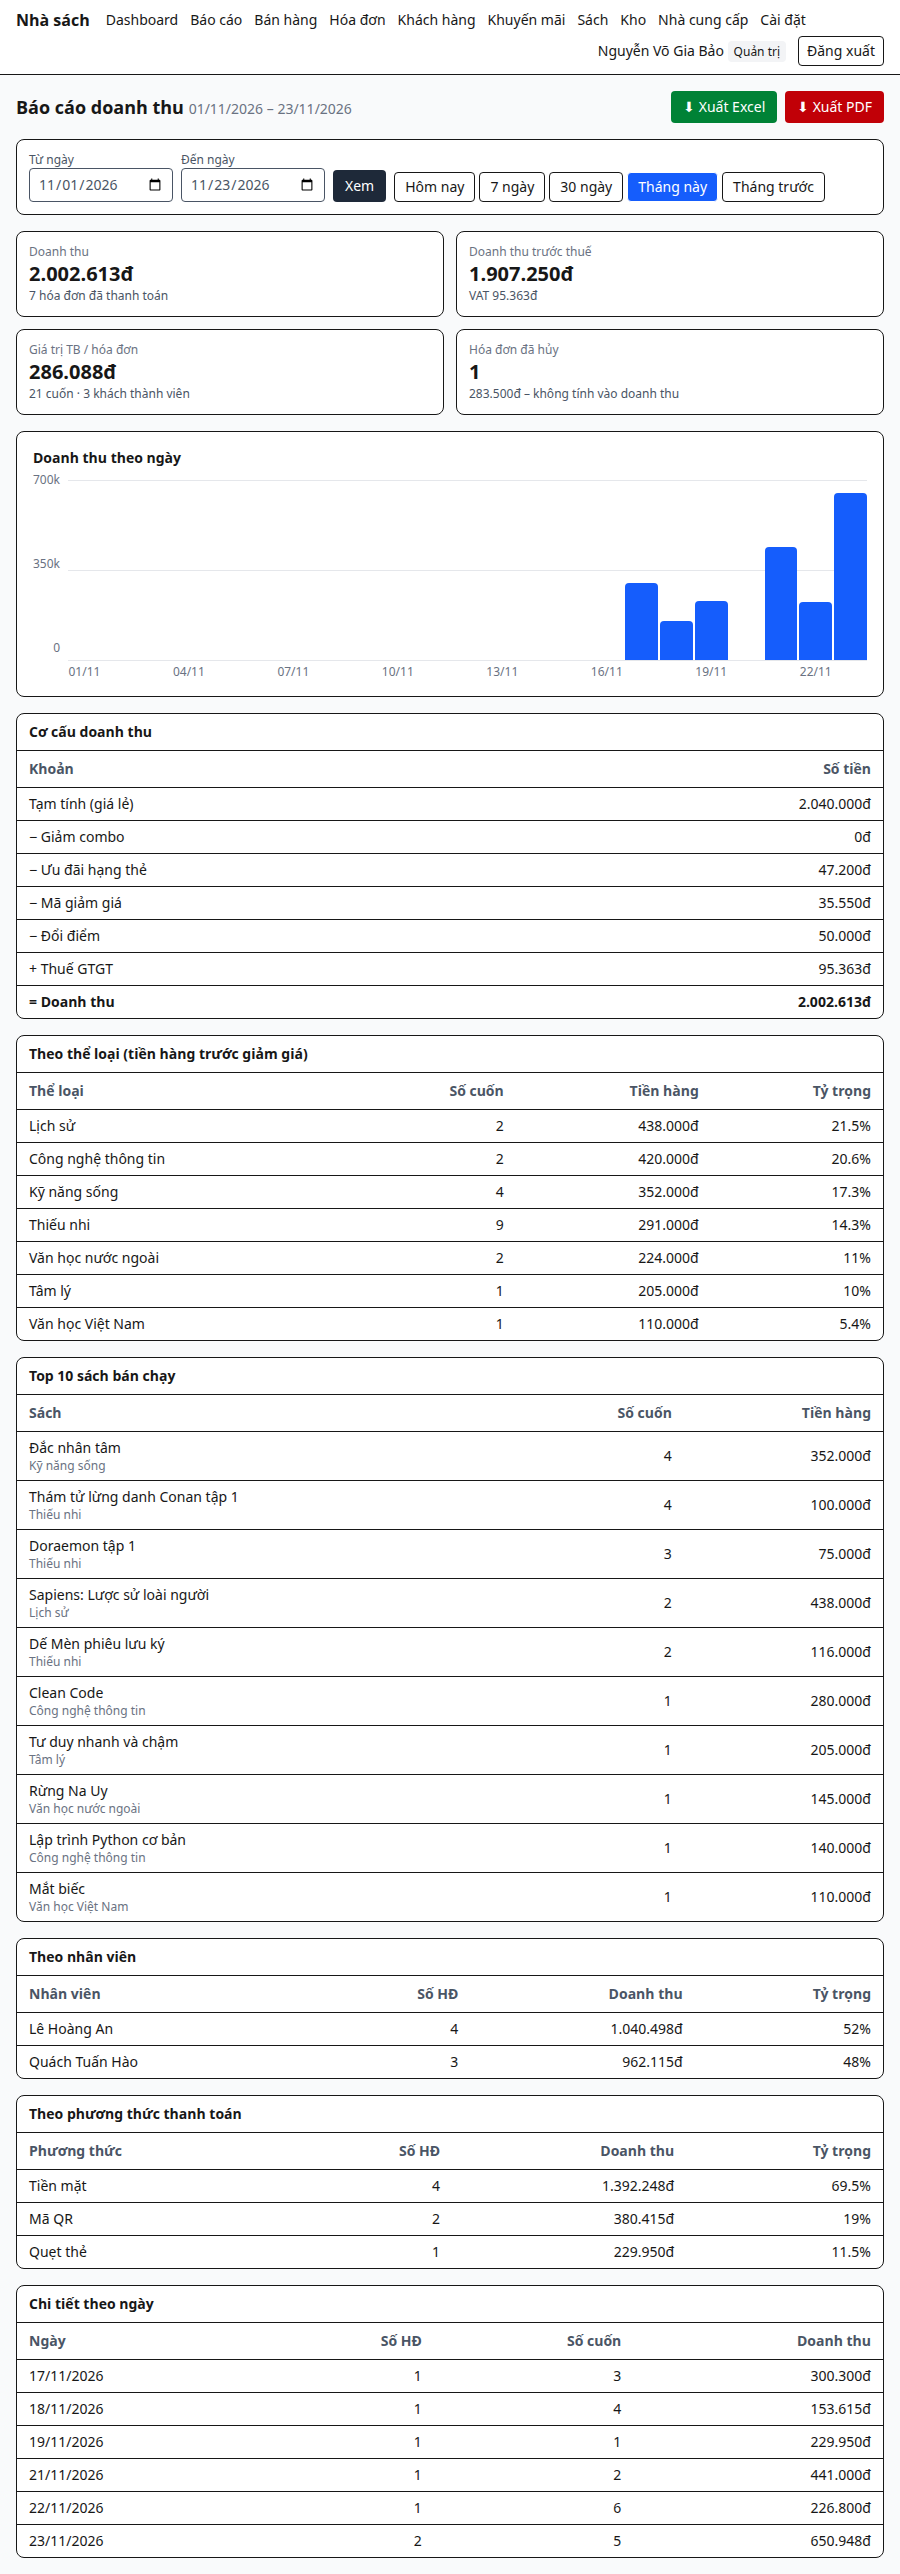 Nhà sách Dashboard Báo cáo Bán hàng Hóa đơn Khách hàng Khuyến mãi Sách Kho Nhà cung cấp Cài đặt
Nguyễn Võ Gia Bảo Quản trị Đăng xuất
Báo cáo doanh thu 01/11/2026 – 23/11/2026 ⬇ Xuất Excel ⬇ Xuất PDF
Từ ngày Đến ngày
11/01/2026 11/23/2026 Xem Hôm nay 7 ngày 30 ngày Tháng này Tháng trước
Doanh thu
2.002.613đ
7 hóa đơn đã thanh toán
Doanh thu trước thuế
1.907.250đ
VAT 95.363đ
Giá trị TB / hóa đơn
286.088đ
21 cuốn · 3 khách thành viên
Hóa đơn đã hủy
1
283.500đ – không tính vào doanh thu
Doanh thu theo ngày
700k
350k
0
01/11 04/11 07/11 10/11 13/11 16/11 19/11 22/11
Cơ cấu doanh thu
Khoản Số tiền
Tạm tính (giá lẻ) 2.040.000đ
− Giảm combo 0đ
− Ưu đãi hạng thẻ 47.200đ
− Mã giảm giá 35.550đ
− Đổi điểm 50.000đ
+ Thuế GTGT 95.363đ
= Doanh thu 2.002.613đ
Theo thể loại (tiền hàng trước giảm giá)
Thể loại Số cuốn Tiền hàng Tỷ trọng
Lịch sử 2 438.000đ 21.5%
Công nghệ thông tin 2 420.000đ 20.6%
Kỹ năng sống 4 352.000đ 17.3%
Thiếu nhi 9 291.000đ 14.3%
Văn học nước ngoài 2 224.000đ 11%
Tâm lý 1 205.000đ 10%
Văn học Việt Nam 1 110.000đ 5.4%
Top 10 sách bán chạy
Sách Số cuốn Tiền hàng
Đắc nhân tâm 4 352.000đ
Kỹ năng sống
Thám tử lừng danh Conan tập 1 4 100.000đ
Thiếu nhi
Doraemon tập 1 3 75.000đ
Thiếu nhi
Sapiens: Lược sử loài người 2 438.000đ
Lịch sử
Dế Mèn phiêu lưu ký 2 116.000đ
Thiếu nhi
Clean Code 1 280.000đ
Công nghệ thông tin
Tư duy nhanh và chậm 1 205.000đ
Tâm lý
Rừng Na Uy 1 145.000đ
Văn học nước ngoài
Lập trình Python cơ bản 1 140.000đ
Công nghệ thông tin
Mắt biếc 1 110.000đ
Văn học Việt Nam
Theo nhân viên
Nhân viên Số HĐ Doanh thu Tỷ trọng
Lê Hoàng An 4 1.040.498đ 52%
Quách Tuấn Hào 3 962.115đ 48%
Theo phương thức thanh toán
Phương thức Số HĐ Doanh thu Tỷ trọng
Tiền mặt 4 1.392.248đ 69.5%
Mã QR 2 380.415đ 19%
Quẹt thẻ 1 229.950đ 11.5%
Chi tiết theo ngày
Ngày Số HĐ Số cuốn Doanh thu
17/11/2026 1 3 300.300đ
18/11/2026 1 4 153.615đ
19/11/2026 1 1 229.950đ
21/11/2026 1 2 441.000đ
22/11/2026 1 6 226.800đ
23/11/2026 2 5 650.948đ